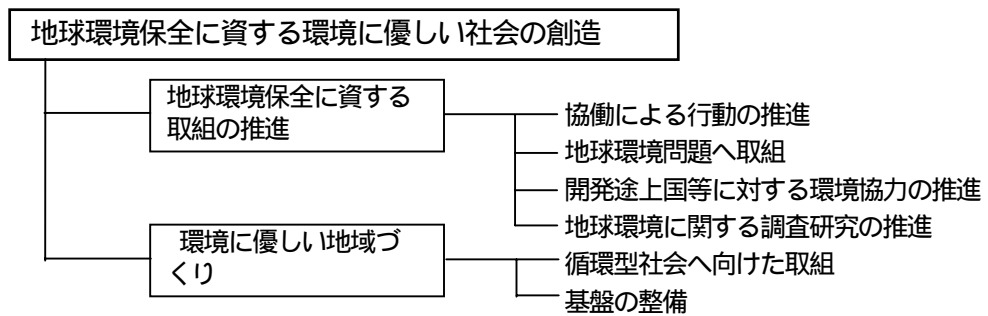 地球環境保全に資する環境に優しい社会の創造
地球環境保全に資する
取組の推進
協働による行動の推進
地球環境問題へ取組
開発途上国等に対する環境協力の推進
地球環境に関する調査研究の推進
環境に優しい地域づ
くり
循環型社会へ向けた取組
基盤の整備